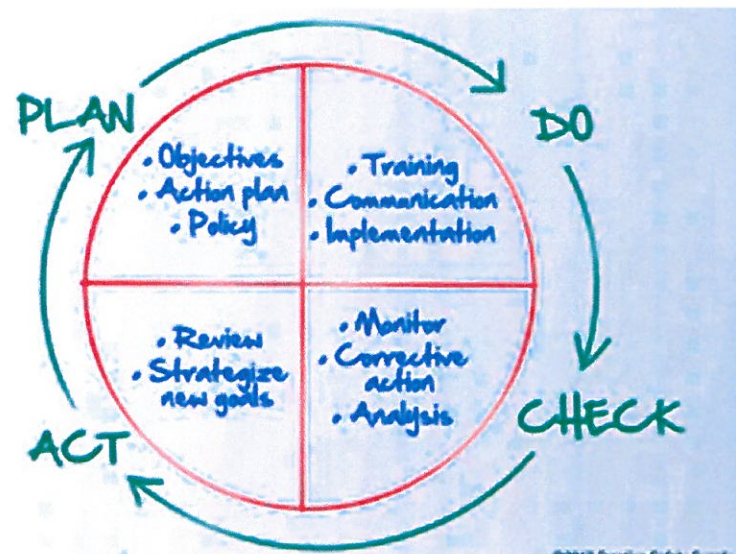 PLAN
• Objectives
• Action plan
• Policy
DO
• Training
• Communication
• Implementation
CHECK
• Monitor
• Corrective
action
• Analysis
ACT
• Review
• Strategize
new goals